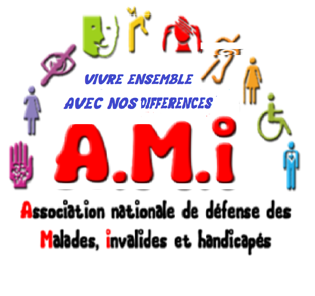 VIVRE ENSEMBLE
AVEC NOS DIFFERENCES
A.M.i
Association nationale de défense des
Malades, invalides et handicapés